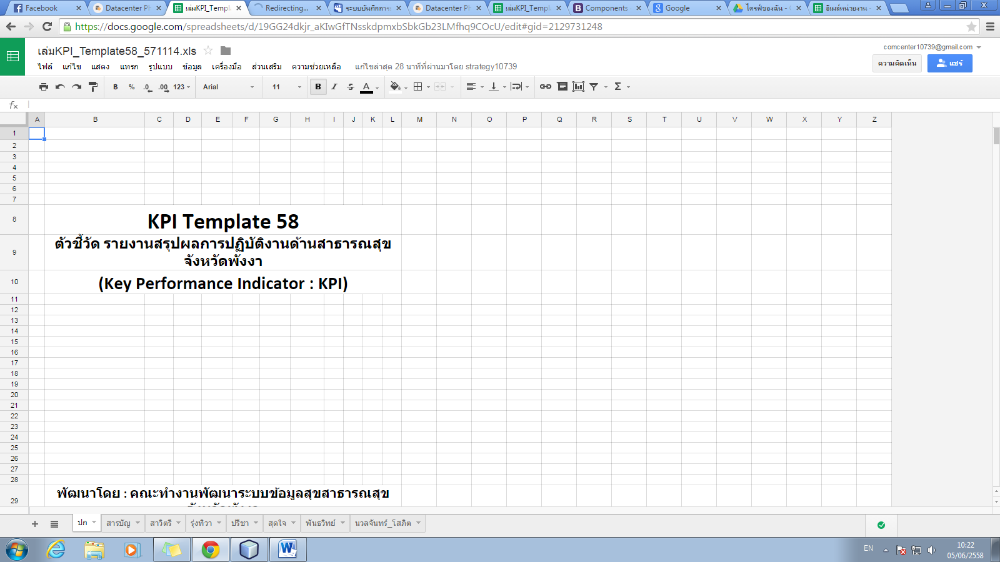 Facebook
Datacenter Ph
เล่มKPI_Templ
Redirecting...
ระบบบันทึกการ
Datacenter Ph
เล่มKPI_Templ
Components
Google
ไดรฟ์ของฉัน - G
อีเมล์หน่วยงาน -
https://docs.google.com/spreadsheets/d/19GG24dkjr_aKIwGfTNsskdpmxbSbkGb23LMfhq9COcU/edit#gid=2129731248
เล่มKPI_Template58_571114.xls
comcenter10739@gmail.com
ไฟล์ แก้ไข แสดง แทรก รูปแบบ ข้อมูล เครื่องมือ ส่วนเสริม ความช่วยเหลือ แก้ไขล่าสุด 28 นาทีที่ผ่านมาโดย strategy10739
ความคิดเห็น แชร์
B % .0 .00 123 Arial 11 B I S A Σ
fx
A B C D E F G H I J K L M N O P Q R S T U V W X Y Z
1
2
3
4
5
6
7
8 KPI Template 58
9 ตัวชี้วัด รายงานสรุปผลการปฏิบัติงานด้านสาธารณสุข
จังหวัดพังงา
10 (Key Performance Indicator : KPI)
11
12
13
14
15
16
17
18
19
20
21
22
23
24
25
26
27
28
29 พัฒนาโดย : คณะทำงานพัฒนาระบบข้อมูลสุขสาธารณสุข
ปก สารบัญ สาวิตรี รุ่งทิวา ปรีชา สุดใจ พันธวิทย์ นวลจันทร์_โสภิต
EN 10:22
05/06/2558